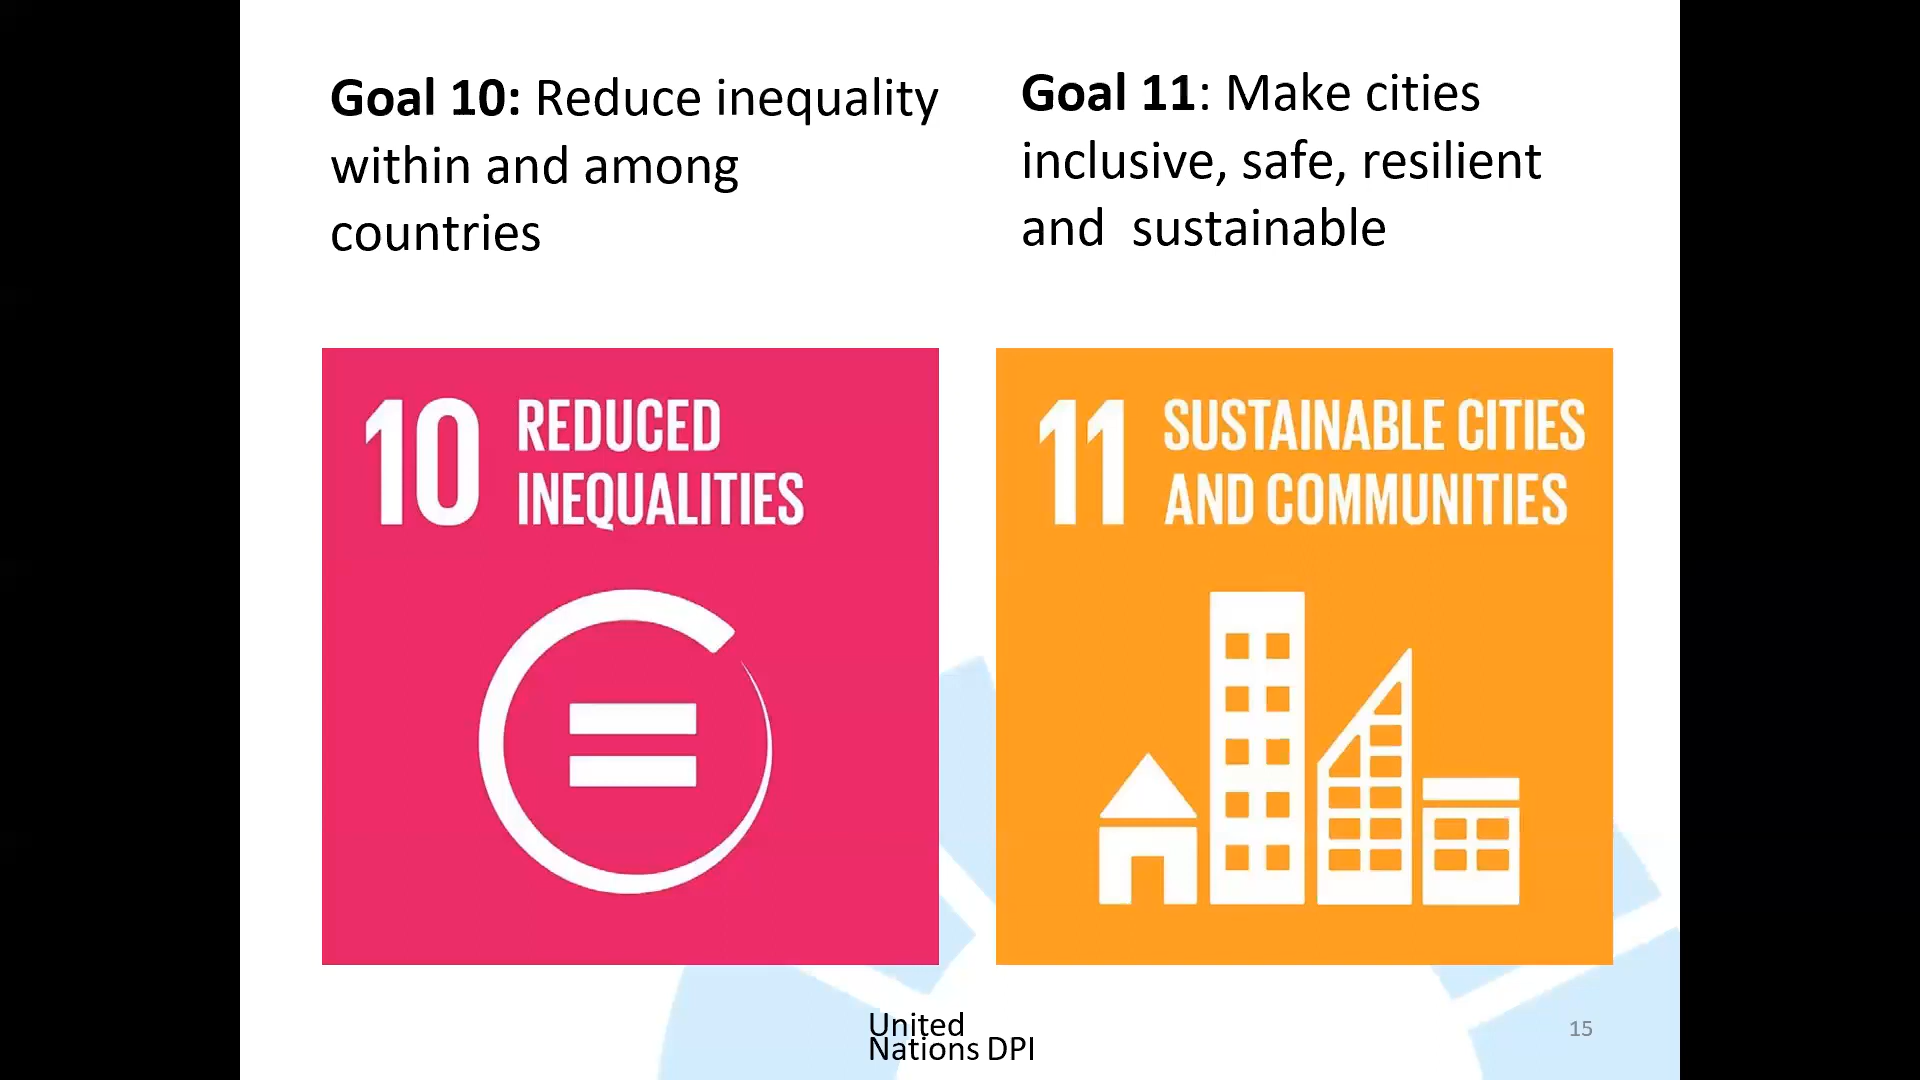 Goal 10: Reduce inequality
within and among
countries
Goal 11: Make cities
inclusive, safe, resilient
and  sustainable
10 REDUCED
INEQUALITIES
11 SUSTAINABLE CITIES
AND COMMUNITIES
United
Nations DPI
15